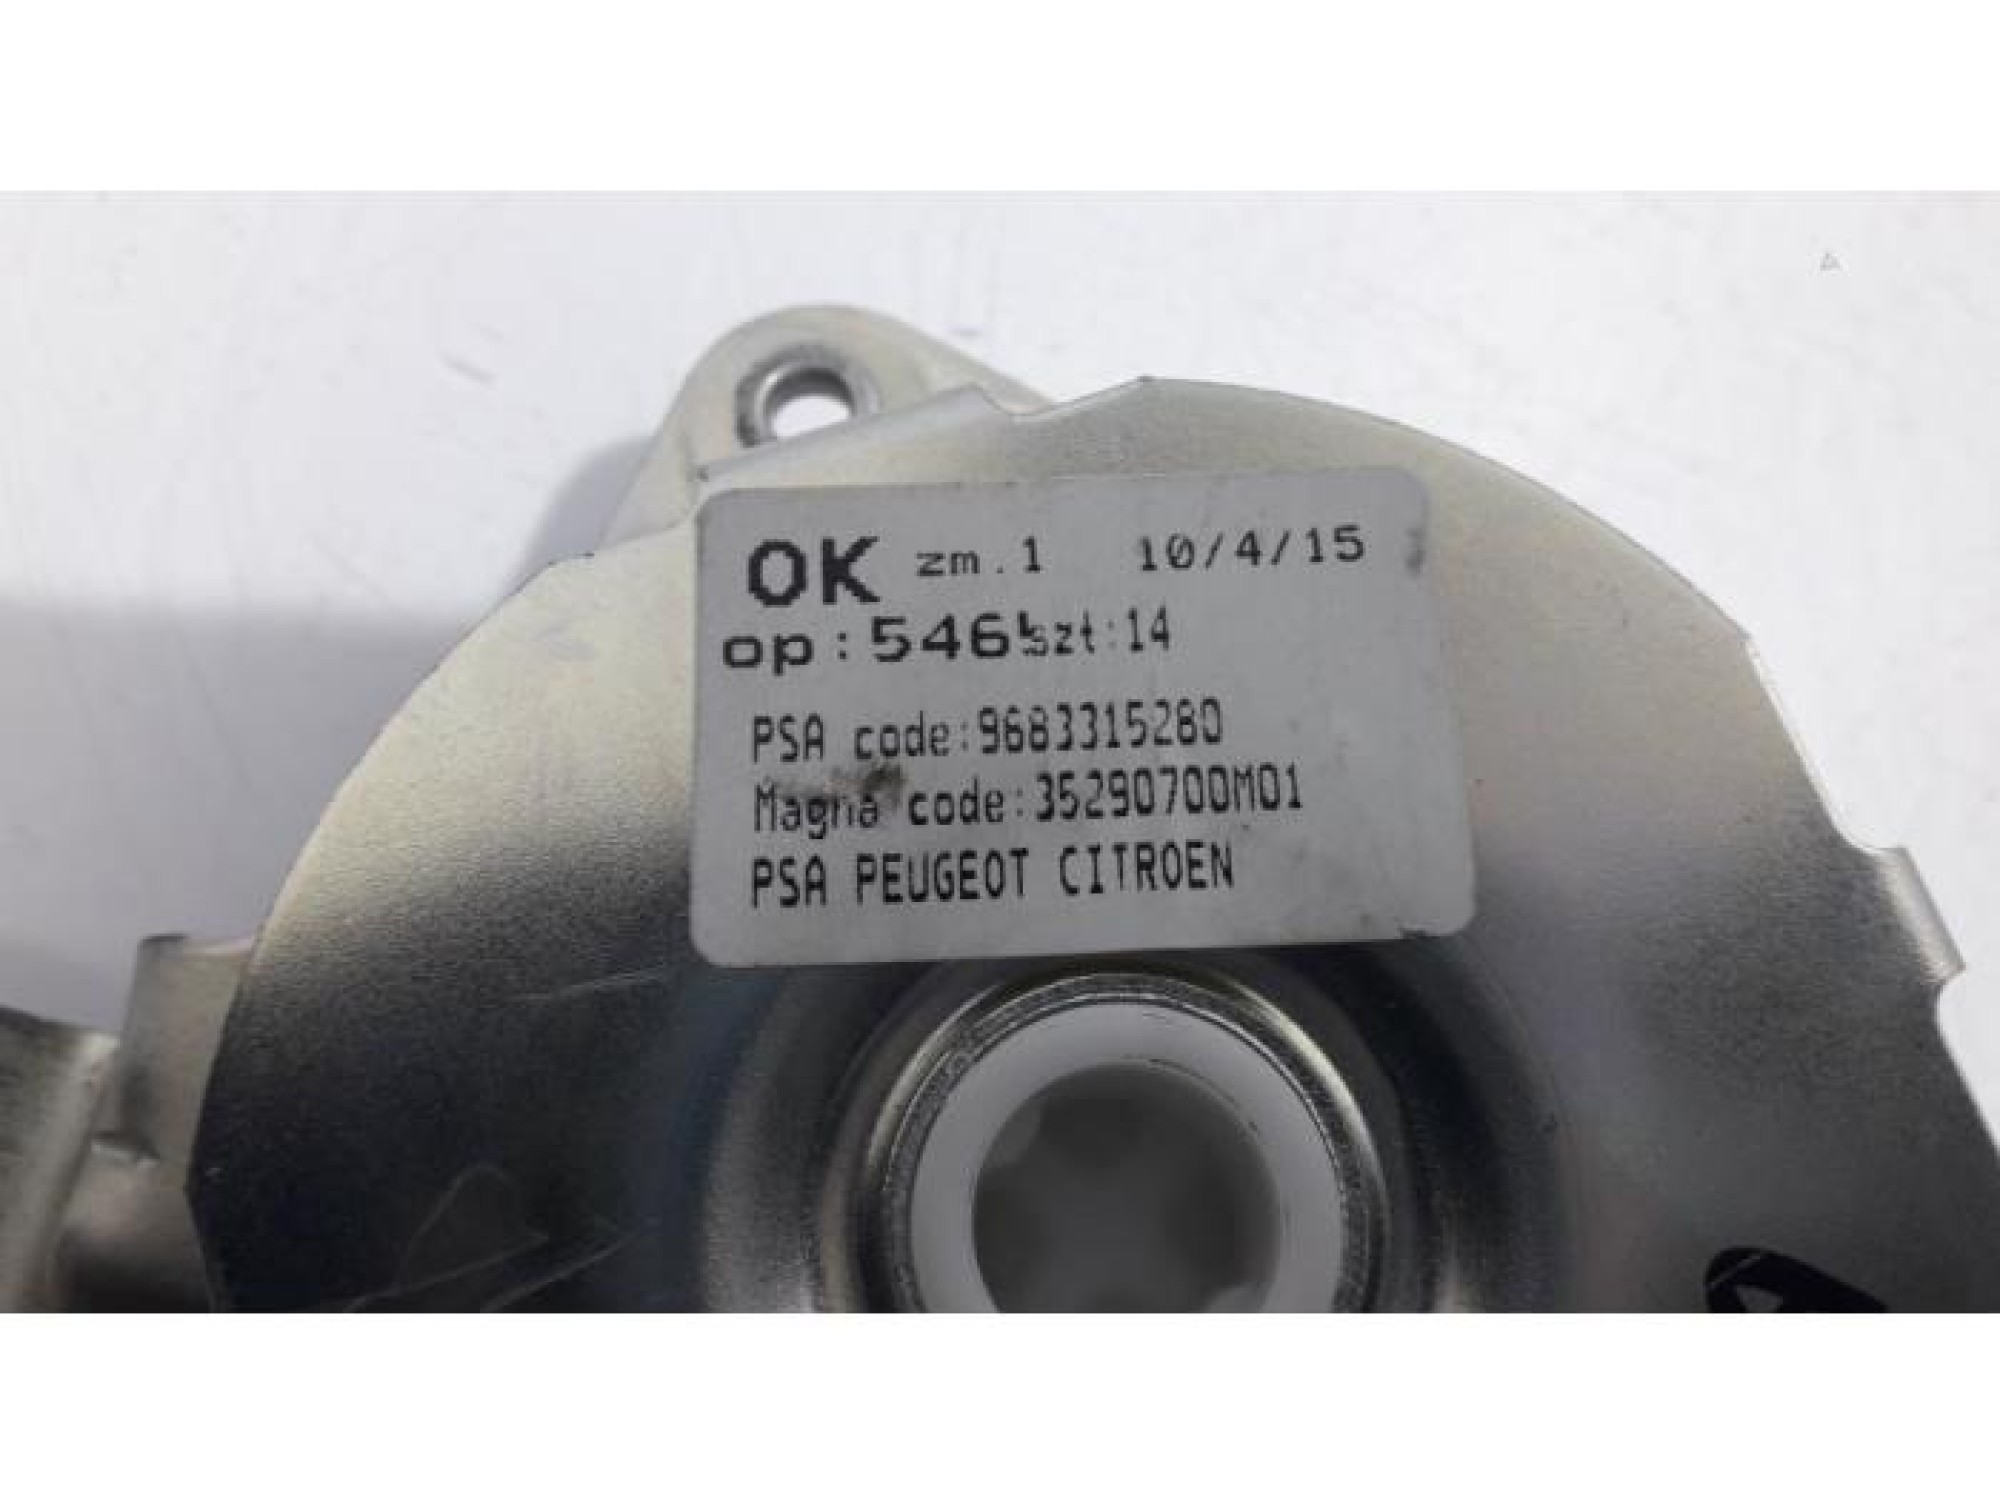 OK zm.1 10/4/15
op:546 szt:14
PSA code:9683315280
Magna code:35290700M01
PSA PEUGEOT CITROEN